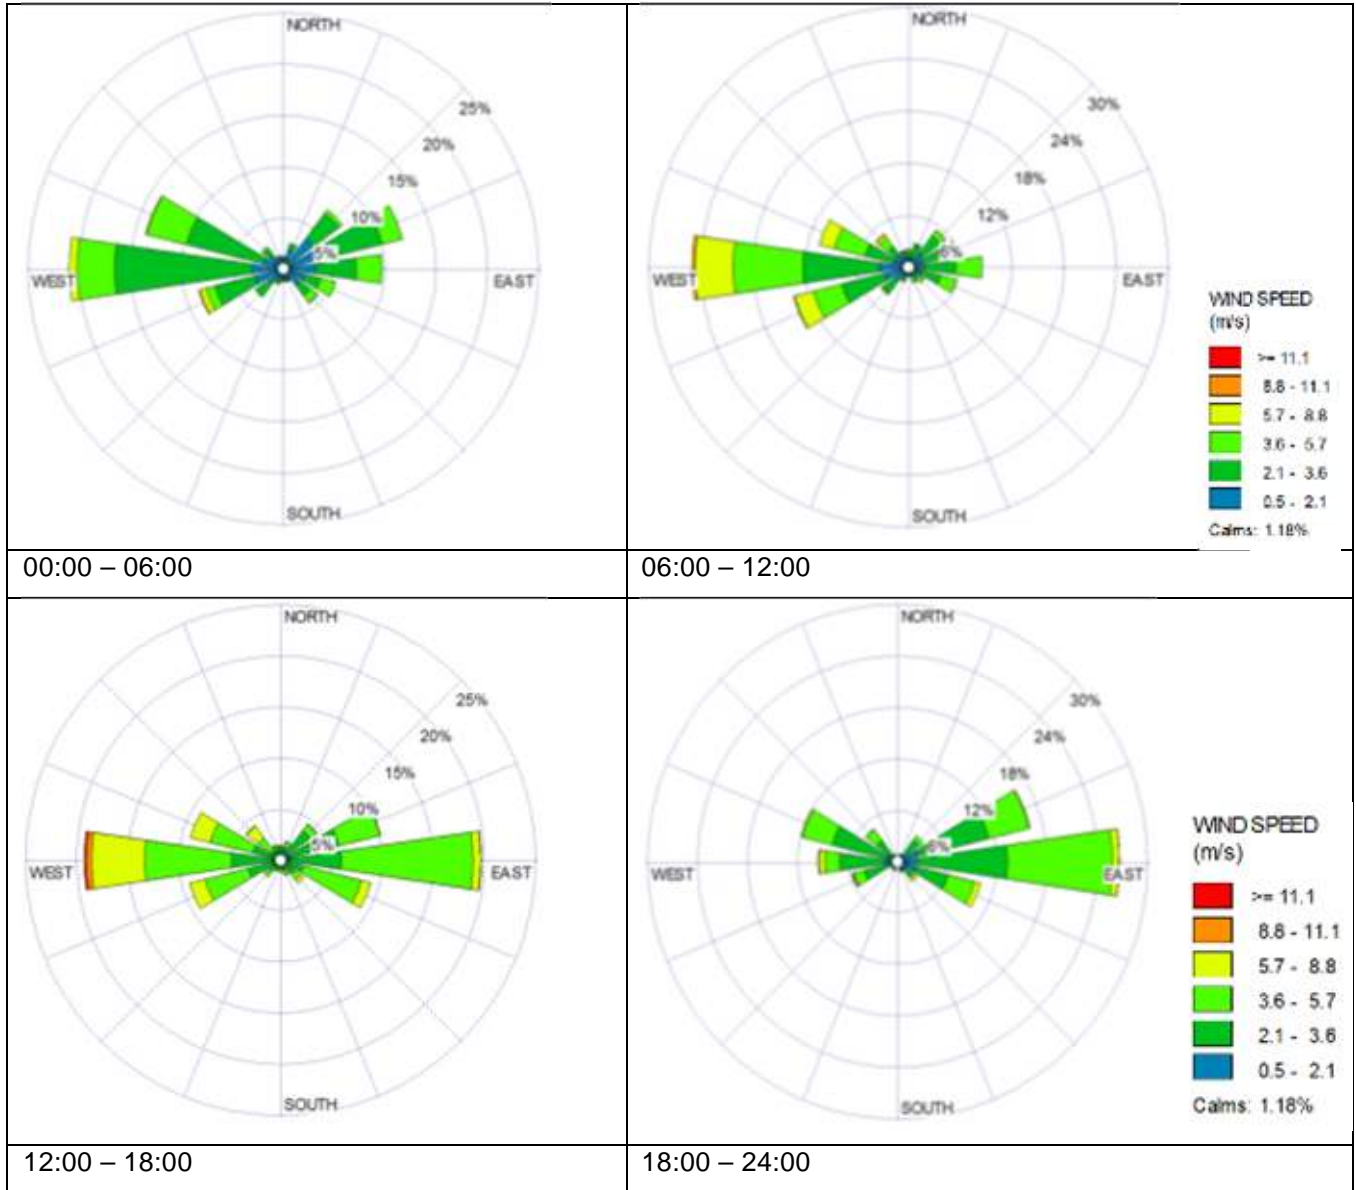 NORTH
25%
20%
15%
10%
5%
WEST
EAST
SOUTH
NORTH
30%
24%
18%
12%
6%
WEST
EAST
SOUTH
WIND SPEED
(m/s)
>= 11.1
8.8 - 11.1
5.7 - 8.8
3.6 - 5.7
2.1 - 3.6
0.5 - 2.1
Calms: 1.18%
00:00 – 06:00
06:00 – 12:00
NORTH
25%
20%
15%
10%
5%
WEST
EAST
SOUTH
NORTH
30%
24%
18%
12%
6%
WEST
EAST
SOUTH
WIND SPEED
(m/s)
>= 11.1
8.8 - 11.1
5.7 - 8.8
3.6 - 5.7
2.1 - 3.6
0.5 - 2.1
Calms: 1.18%
12:00 – 18:00
18:00 – 24:00